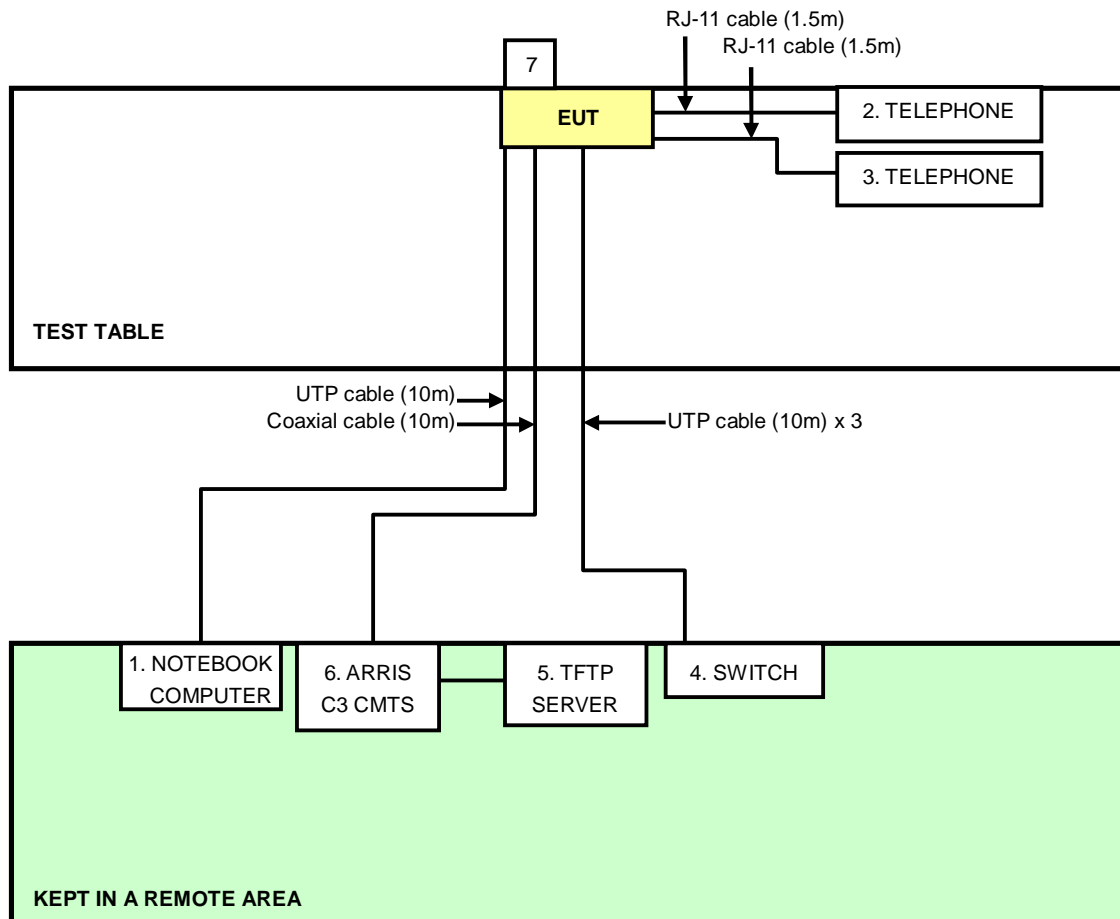 RJ-11 cable (1.5m)
RJ-11 cable (1.5m)
7
EUT
2. TELEPHONE
3. TELEPHONE
TEST TABLE
UTP cable (10m)
Coaxial cable (10m)
UTP cable (10m) x 3
1. NOTEBOOK
COMPUTER
6. ARRIS
C3 CMTS
5. TFTP
SERVER
4. SWITCH
KEPT IN A REMOTE AREA